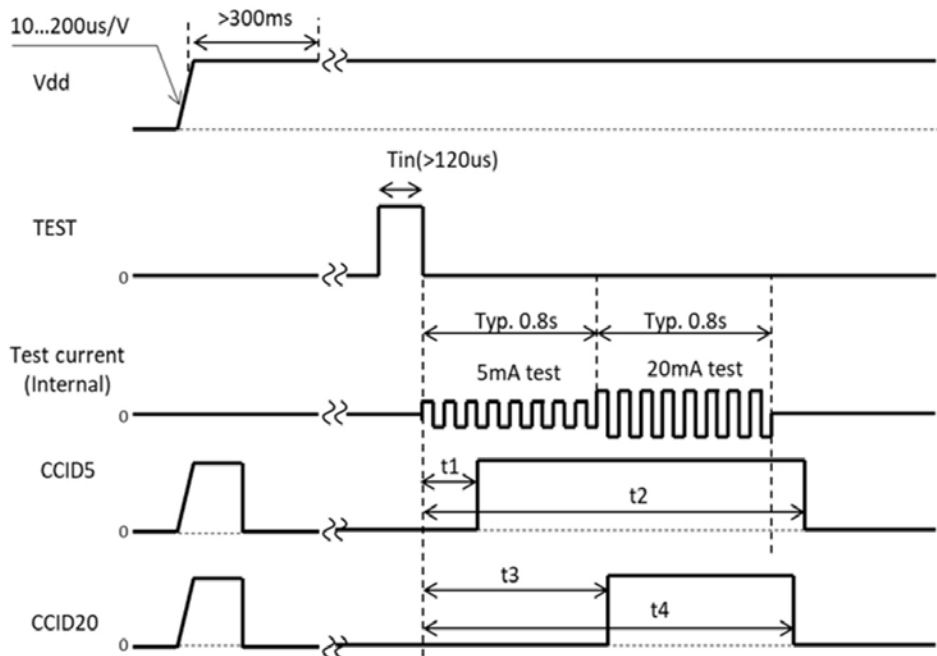 >300ms
10...200us/V
Vdd
Tin(>120us)
TEST
0
Typ. 0.8s Typ. 0.8s
Test current
(Internal)
5mA test 20mA test
0
CCID5
t1
t2
0
t3
CCID20
t4
0